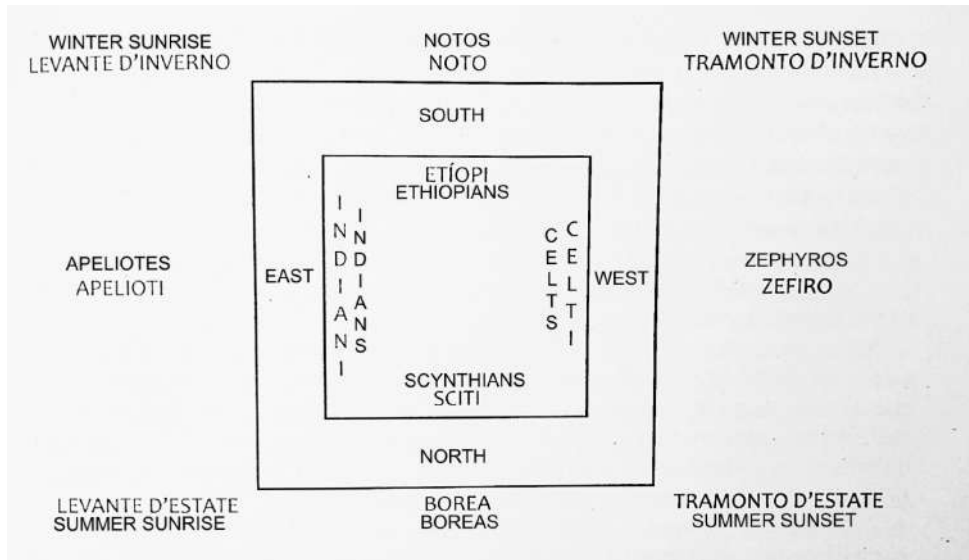 WINTER SUNRISE
LEVANTE D'INVERNO
NOTOS
NOTO
WINTER SUNSET
TRAMONTO D'INVERNO
SOUTH
ETÍOPI
ETHIOPIANS
APELIOTES
APELIOTI
EAST
INDIANI
INDIANS
CELTS
CELTI
WEST
ZEPHYROS
ZEFIRO
SCYNTHIANS
SCITI
NORTH
LEVANTE D'ESTATE
SUMMER SUNRISE
BOREA
BOREAS
TRAMONTO D'ESTATE
SUMMER SUNSET